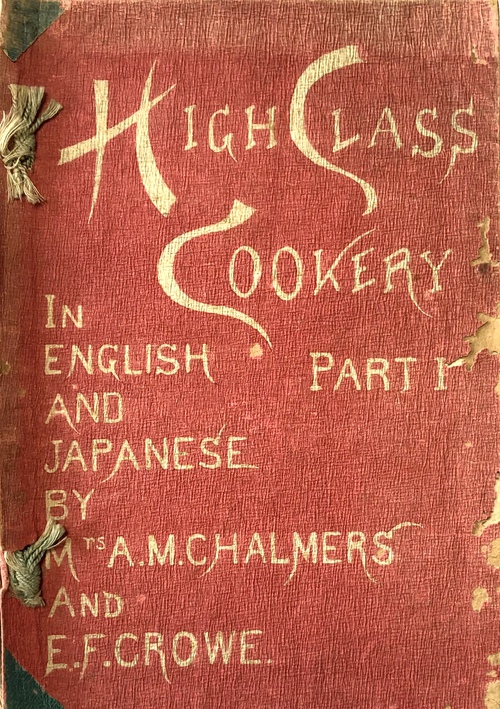 HIGH CLASS
COOKERY
IN
ENGLISH
PART I
AND
JAPANESE
BY
MRS A.M.CHALMERS
AND
E.F.CROWE.